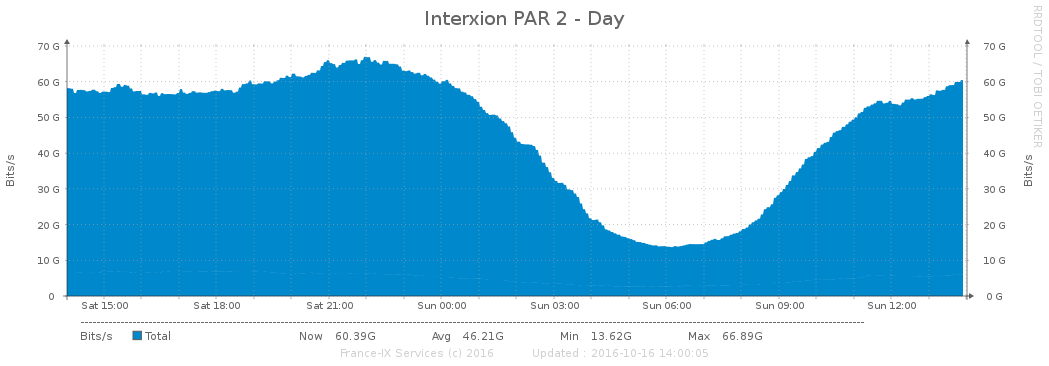 Interxion PAR 2 - Day
RRDTOOL / TOBI OETIKER
Bits/s
Bits/s
70 G 70 G
60 G 60 G
50 G 50 G
40 G 40 G
30 G 30 G
20 G 20 G
10 G 10 G
0 0 G
Sat 15:00 Sat 18:00 Sat 21:00 Sun 00:00 Sun 03:00 Sun 06:00 Sun 09:00 Sun 12:00
Bits/s Total Now 60.39G Avg 46.21G Min 13.62G Max 66.89G
France-IX Services (c) 2016 Updated : 2016-10-16 14:00:05